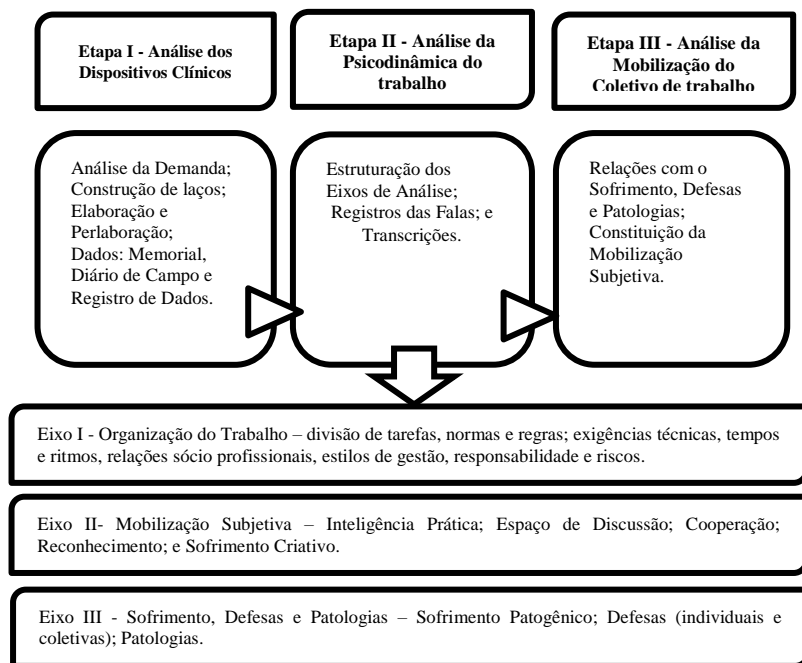 Etapa I - Análise dos
Dispositivos Clínicos
Etapa II - Análise da
Psicodinâmica do
trabalho
Etapa III - Análise da
Mobilização do
Coletivo de trabalho
Análise da Demanda;
Construção de laços;
Elaboração e
Perlaboração;
Dados: Memorial,
Diário de Campo e
Registro de Dados.
Estruturação dos
Eixos de Análise;
Registros das Falas; e
Transcrições.
Relações com o
Sofrimento, Defesas
e Patologias;
Constituição da
Mobilização
Subjetiva.
Eixo I - Organização do Trabalho – divisão de tarefas, normas e regras; exigências técnicas, tempos
e ritmos, relações sócio profissionais, estilos de gestão, responsabilidade e riscos.
Eixo II- Mobilização Subjetiva – Inteligência Prática; Espaço de Discussão; Cooperação;
Reconhecimento; e Sofrimento Criativo.
Eixo III - Sofrimento, Defesas e Patologias – Sofrimento Patogênico; Defesas (individuais e
coletivas); Patologias.